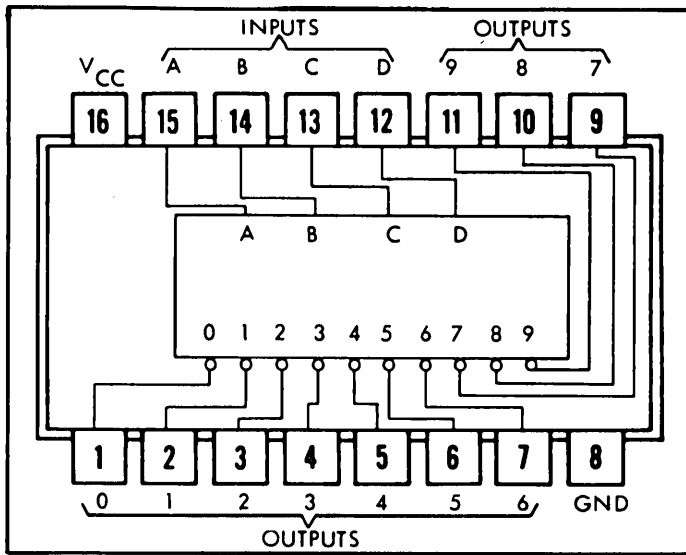 INPUTS OUTPUTS
V CC A B C D 9 8 7
16 15 14 13 12 11 10 9
A B C D
0 1 2 3 4 5 6 7 8 9
1 2 3 4 5 6 7 8
0 1 2 3 4 5 6 GND
OUTPUTS